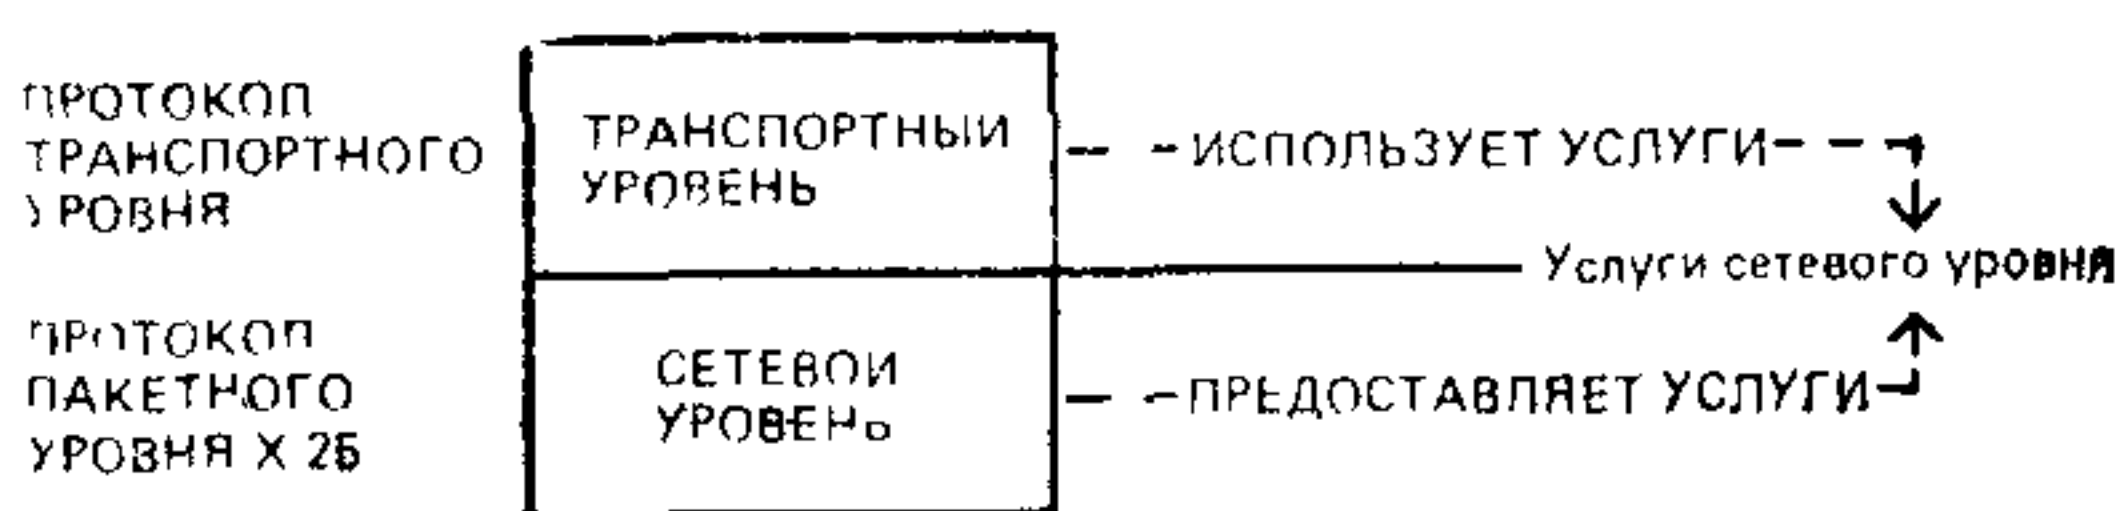 ПРОТОКОЛ
ТРАНСПОРТНОГО
УРОВНЯ
ТРАНСПОРТНЫЙ
УРОВЕНЬ
ИСПОЛЬЗУЕТ УСЛУГИ
Услуги сетевого уровня
ПРОТОКОЛ
ПАКЕТНОГО
УРОВНЯ X 25
СЕТЕВОЙ
УРОВЕНЬ
ПРЕДОСТАВЛЯЕТ УСЛУГИ